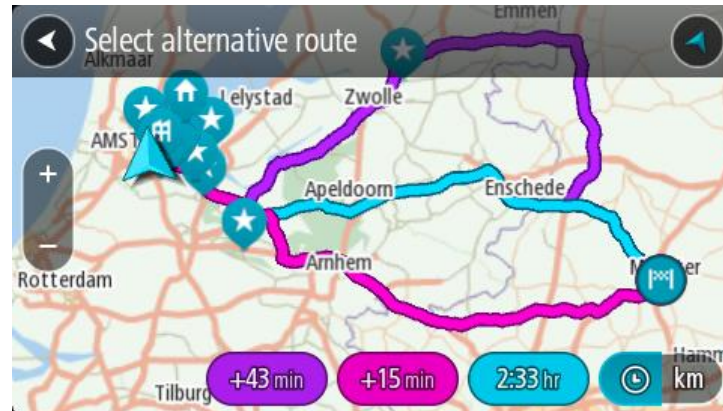 Emmen
Select alternative route
Alkmaar
Lelystad
Zwolle
Apeldoorn
Enschede
Arnhem
Rotterdam
Hamm
Tilburg
+43 min
+15 min
2:33 hr
km